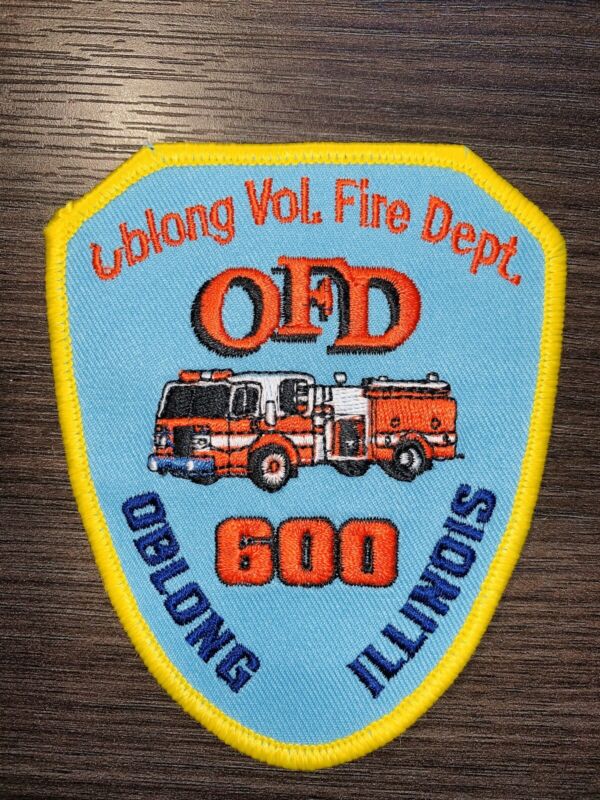 Oblong Vol. Fire Dept.
OFD
600
OBLONG
ILLINOIS